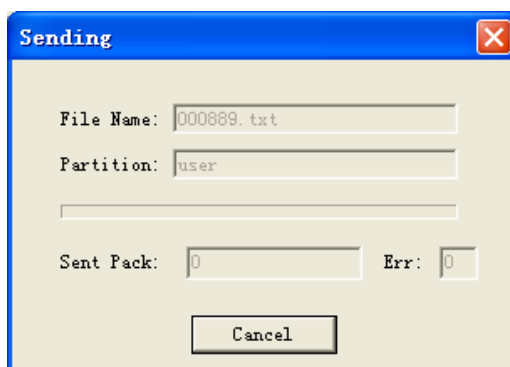 Sending
File Name: 000889.txt
Partition: user
Sent Pack: 0 Err: 0
Cancel